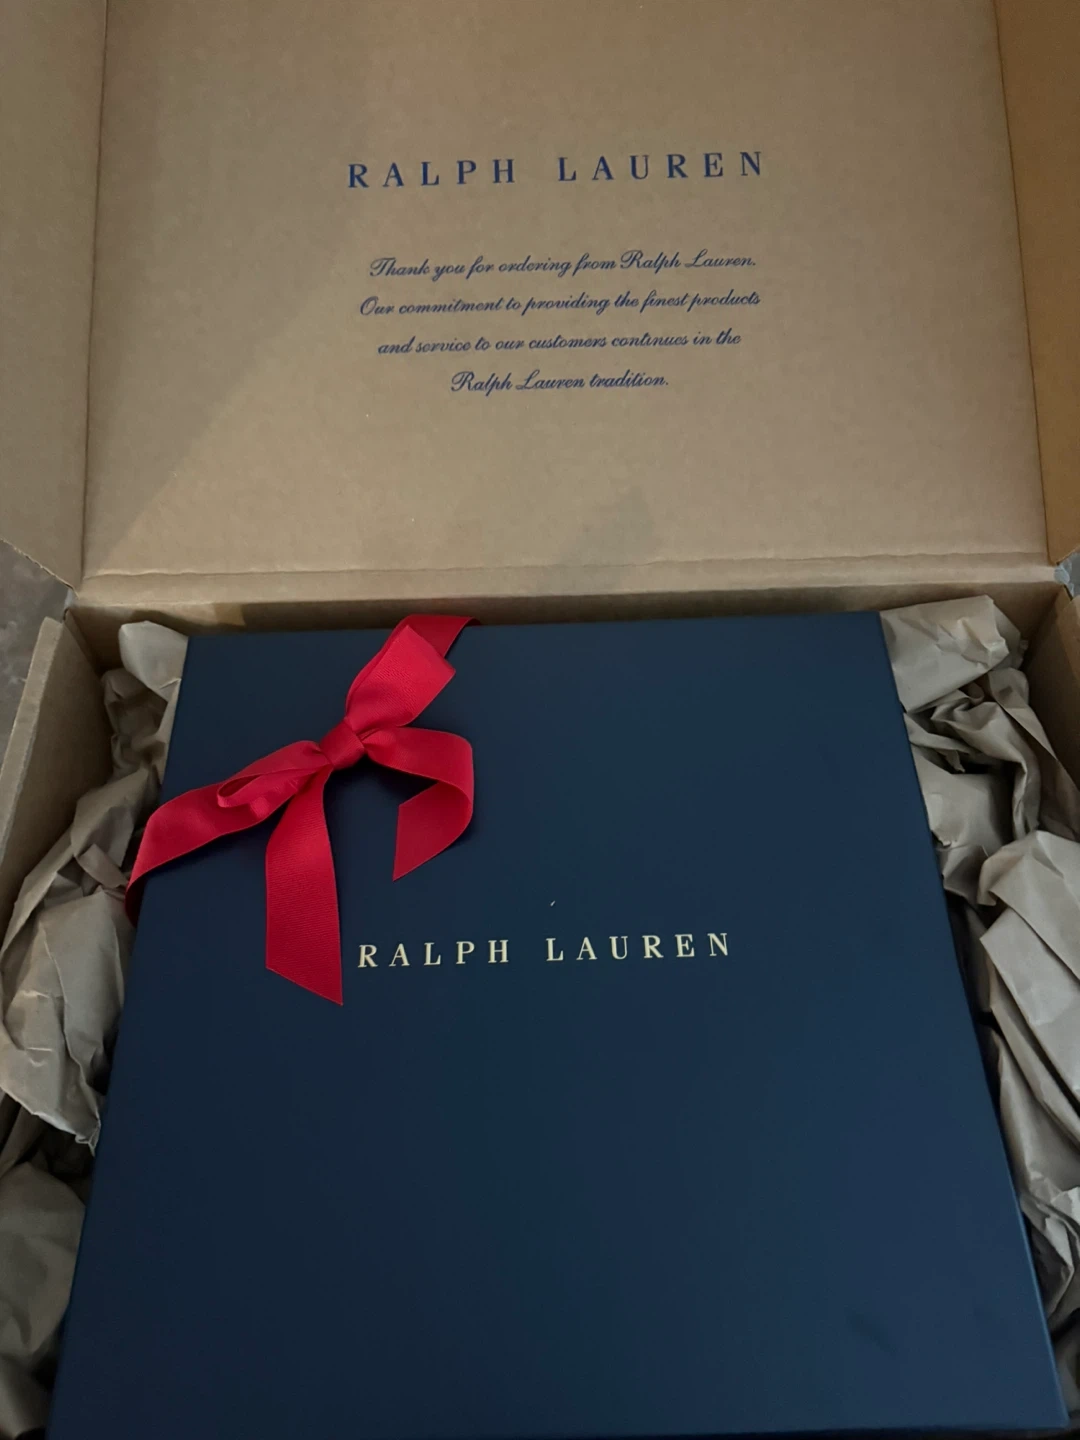 RALPH LAUREN
Thank you for ordering from Ralph Lauren.
Our commitment to providing the finest products
and service to our customers continues in the
Ralph Lauren tradition.
RALPH LAUREN